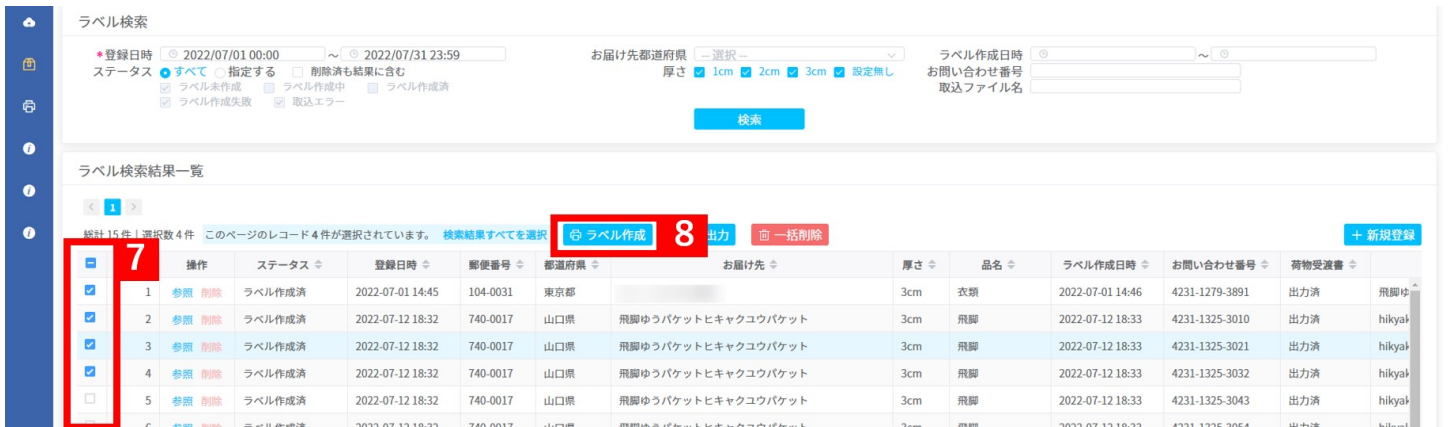 ラベル検索
*登録日時 2022/07/01 00:00 ～ 2022/07/31 23:59 お届け先都道府県 -- 選択 -- ラベル作成日時 ～
ステータス すべて 指定する 削除済も結果に含む 厚さ 1cm 2cm 3cm 設定無し お問い合わせ番号
ラベル未作成 ラベル作成中 ラベル作成済 取込ファイル名
ラベル作成失敗 取込エラー
検索
ラベル検索結果一覧
< 1 >
総計 15 件 | 選択数 4 件 このページのレコード 4 件が選択されています。 検索結果すべてを選択 ラベル作成 8 出力 一括削除 + 新規登録
7 操作 ステータス 登録日時 郵便番号 都道府県 お届け先 厚さ 品名 ラベル作成日時 お問い合わせ番号 荷物受渡書
1 参照 削除 ラベル作成済 2022-07-01 14:45 104-0031 東京都 3cm 衣類 2022-07-01 14:46 4231-1279-3891 出力済 飛脚ゆ
2 参照 削除 ラベル作成済 2022-07-12 18:32 740-0017 山口県 飛脚ゆうパケットヒキャクユウパケット 3cm 飛脚 2022-07-12 18:33 4231-1325-3010 出力済 hikyak
3 参照 削除 ラベル作成済 2022-07-12 18:32 740-0017 山口県 飛脚ゆうパケットヒキャクユウパケット 3cm 飛脚 2022-07-12 18:33 4231-1325-3021 出力済 hikyak
4 参照 削除 ラベル作成済 2022-07-12 18:32 740-0017 山口県 飛脚ゆうパケットヒキャクユウパケット 3cm 飛脚 2022-07-12 18:33 4231-1325-3032 出力済 hikyak
5 参照 削除 ラベル作成済 2022-07-12 18:32 740-0017 山口県 飛脚ゆうパケットヒキャクユウパケット 3cm 飛脚 2022-07-12 18:33 4231-1325-3043 出力済 hikyak